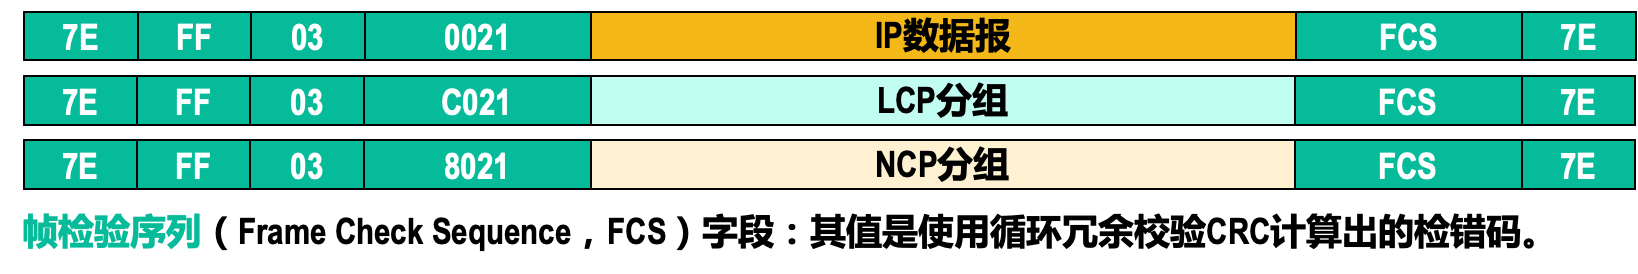 7E FF 03 0021 IP数据报 FCS 7E
7E FF 03 C021 LCP分组 FCS 7E
7E FF 03 8021 NCP分组 FCS 7E
帧检验序列（Frame Check Sequence，FCS）字段：其值是使用循环冗余校验CRC计算出的检错码。